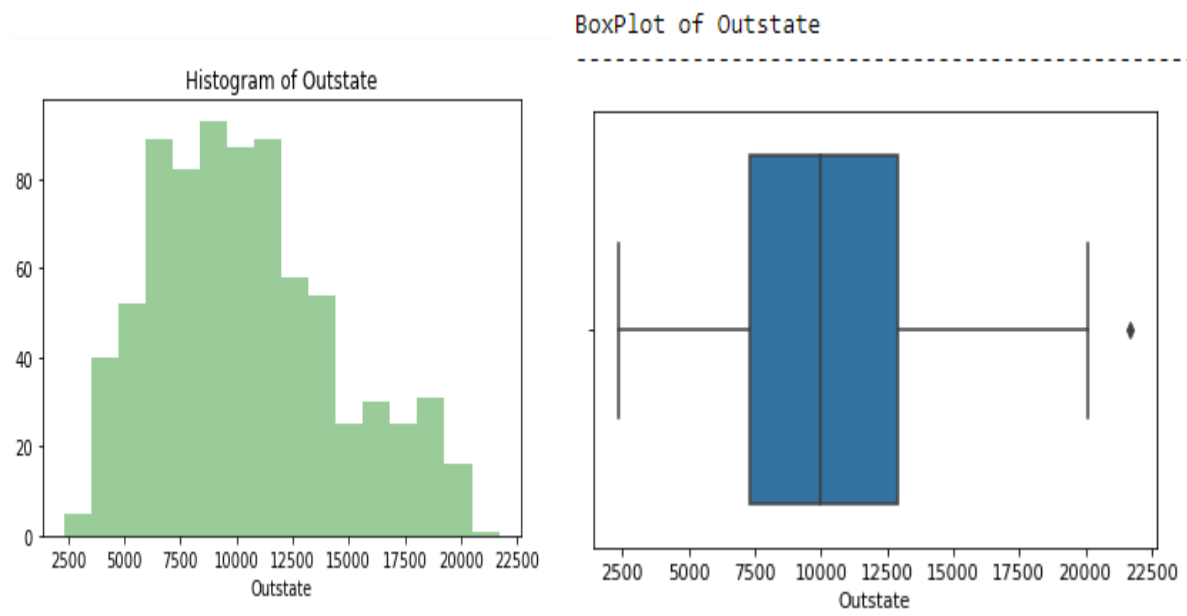 BoxPlot of Outstate
--------------------------------------------
Histogram of Outstate
80
60
40
20
0
2500 5000 7500 10000 12500 15000 17500 20000 22500
Outstate
2500 5000 7500 10000 12500 15000 17500 20000 22500
Outstate